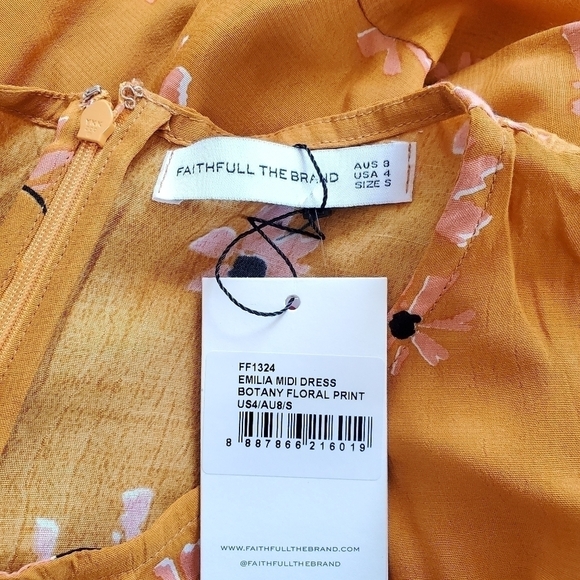 FAITHFULL THE BRAND
AUS 8
USA 4
SIZE S
FF1324
EMILIA MIDI DRESS
BOTANY FLORAL PRINT
US4/AU8/S
8 887866 216019
WWW.FAITHFULLTHEBRAND.COM
@FAITHFULLTHEBRAND